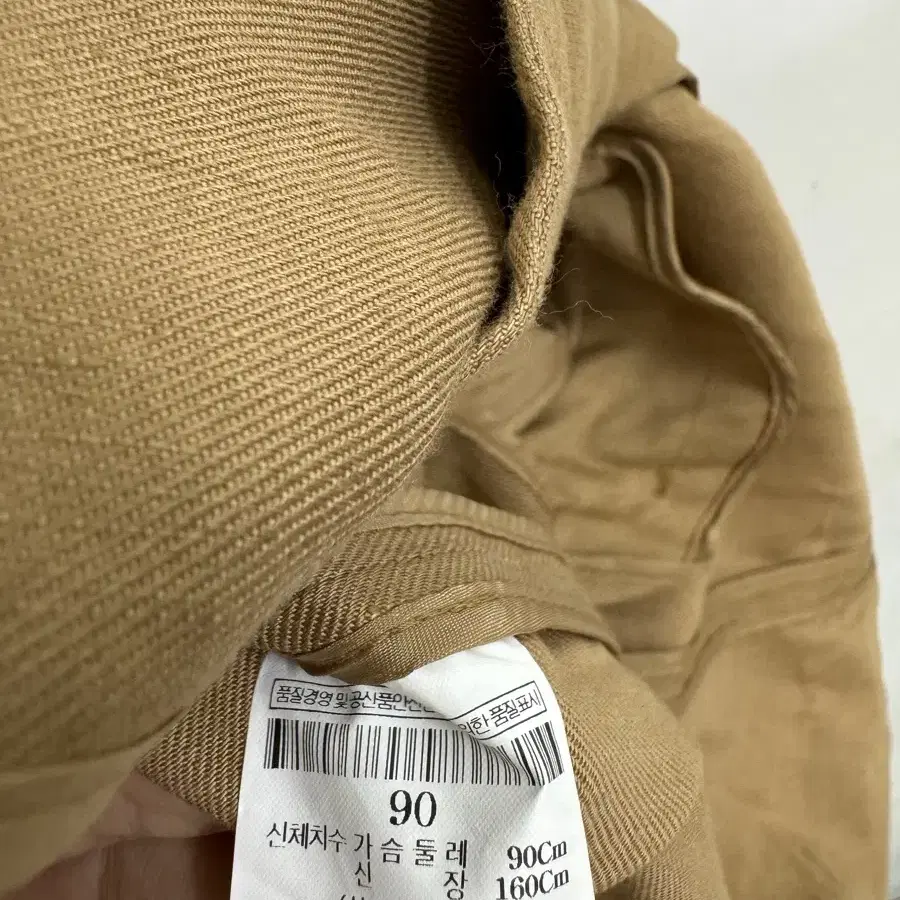 품질경영 및 공산품안전 한 품질표시
90
신체치수 가슴둘레 90Cm
신장 160Cm